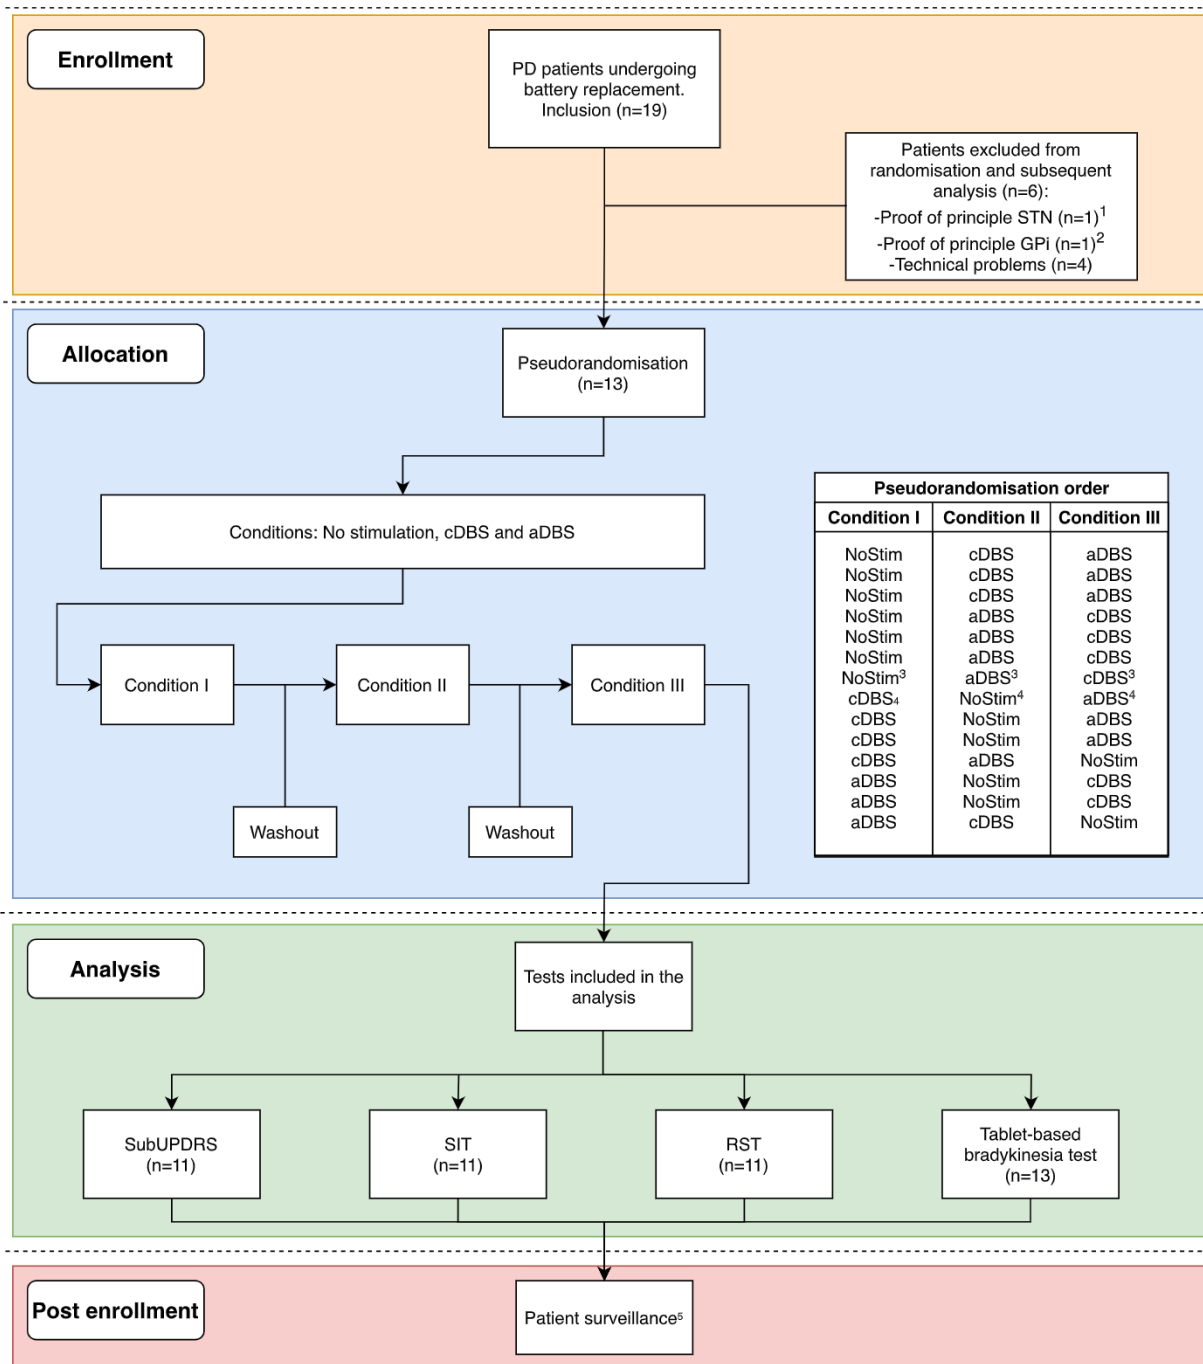 Enrollment
PD patients undergoing
battery replacement.
Inclusion (n=19)
Patients excluded from
randomisation and subsequent
analysis (n=6):
-Proof of principle STN (n=1)¹
-Proof of principle GPi (n=1)²
-Technical problems (n=4)
Allocation
Pseudorandomisation
(n=13)
Conditions: No stimulation, cDBS and aDBS
Condition I
Condition II
Condition III
Washout
Washout
Pseudorandomisation order
Condition I Condition II Condition III
NoStim cDBS aDBS
NoStim cDBS aDBS
NoStim cDBS aDBS
NoStim aDBS cDBS
NoStim aDBS cDBS
NoStim aDBS cDBS
NoStim³ aDBS³ cDBS³
cDBS₄ NoStim⁴ aDBS⁴
cDBS NoStim aDBS
cDBS NoStim aDBS
cDBS aDBS NoStim
aDBS NoStim cDBS
aDBS NoStim cDBS
aDBS cDBS NoStim
Analysis
Tests included in the
analysis
SubUPDRS
(n=11)
SIT
(n=11)
RST
(n=11)
Tablet-based
bradykinesia test
(n=13)
Post enrollment
Patient surveillance⁵